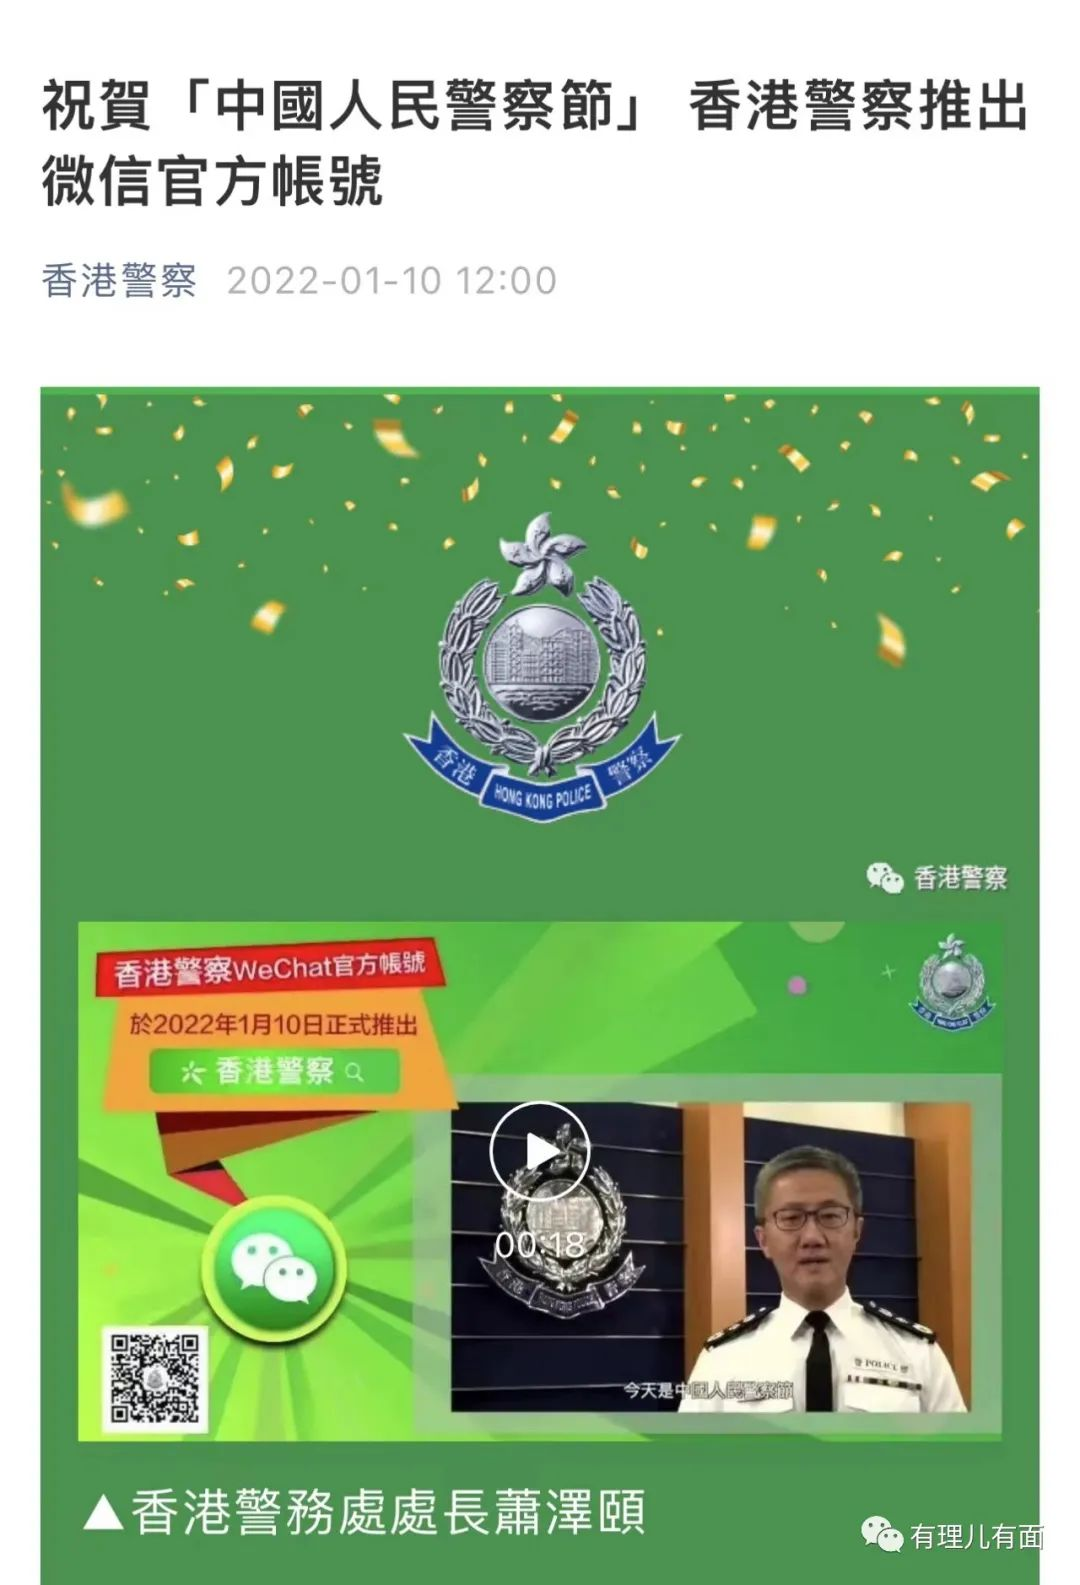 祝賀「中國人民警察節」 香港警察推出
微信官方帳號
香港警察 2022-01-10 12:00
香港 HONG KONG POLICE 警察
香港警察
香港警察WeChat官方帳號
於2022年1月10日正式推出
香港警察
00:18
POLICE
今天是中國人民警察節
▲香港警務處處長蕭澤頤
有理儿有面